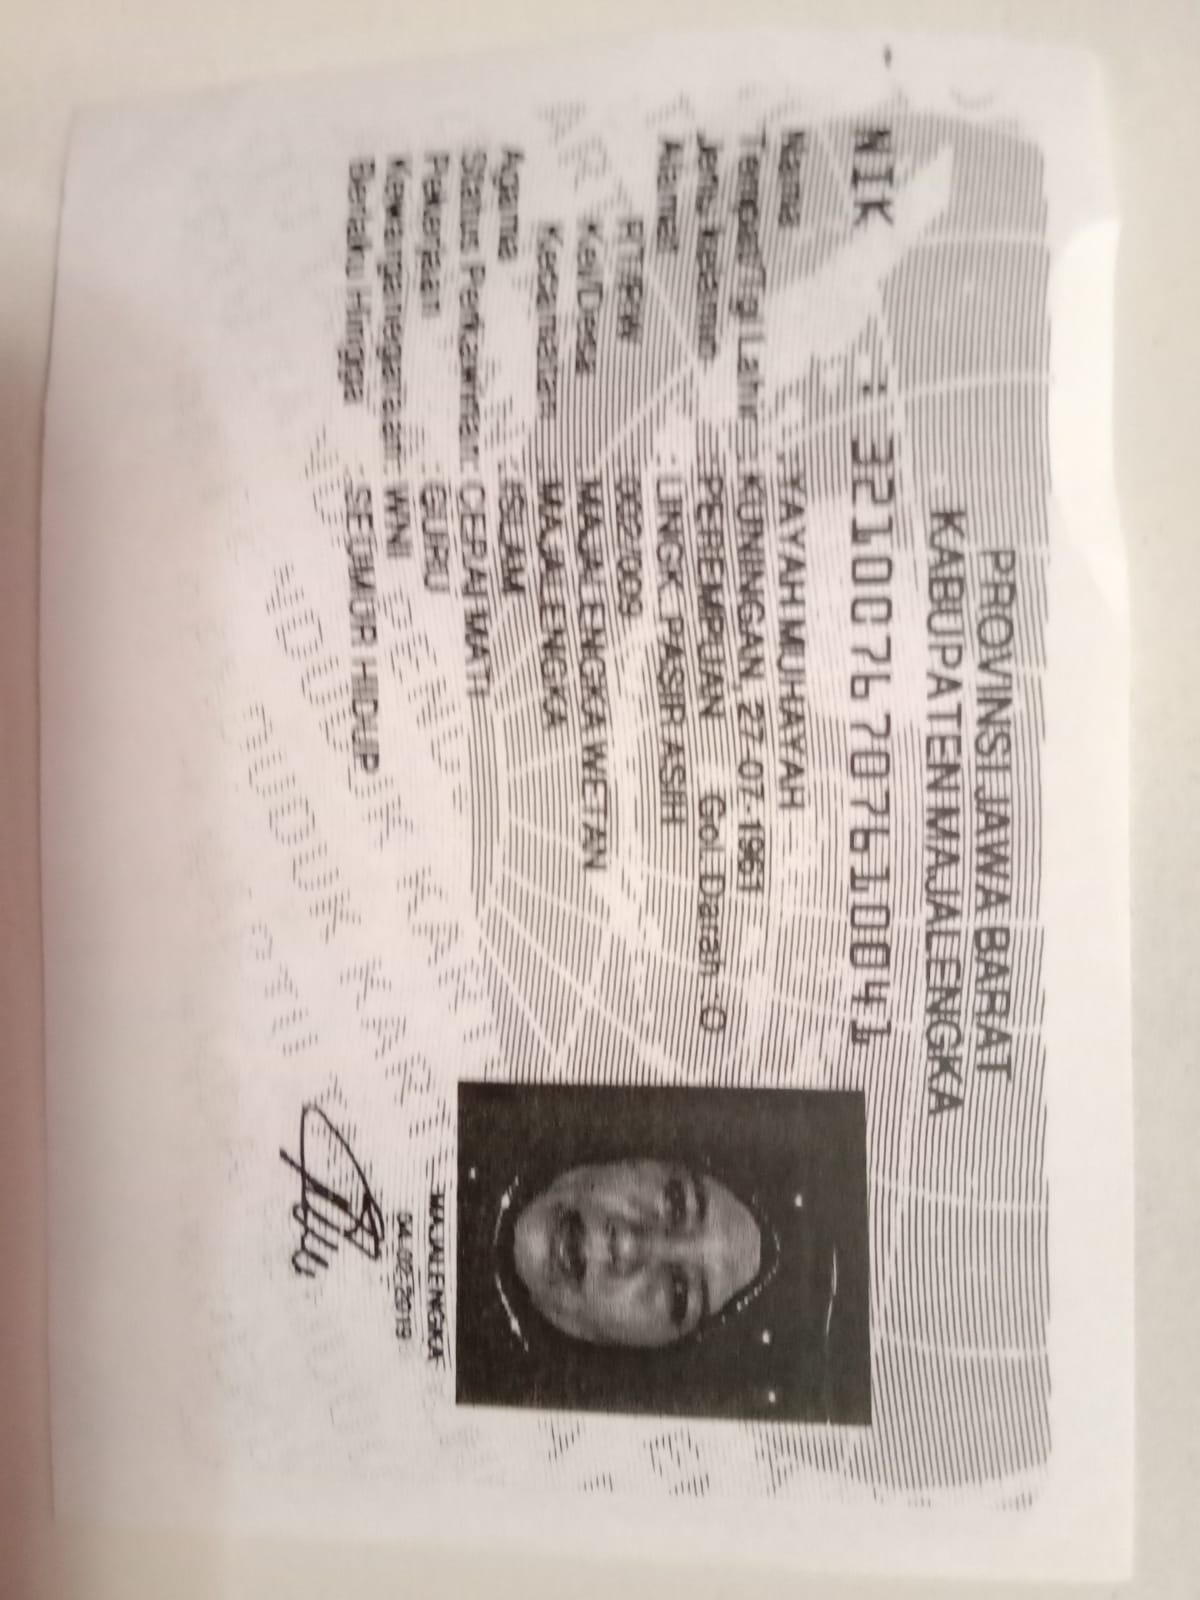 PROVINSI JAWA BARAT
KABUPATEN MAJALENGKA
NIK : 3210076707610041
Nama : YAYAH MUHAYAH
Tempat/Tgl Lahir : KUNINGAN, 27-07-1961
Jenis kelamin : PEREMPUAN Gol. Darah : O
Alamat : LINGK. PASIR ASIH
RT/RW : 002/009
Kel/Desa : MAJALENGKA WETAN
Kecamatan : MAJALENGKA
Agama : ISLAM
Status Perkawinan: CERAI MATI
Pekerjaan : GURU
Kewarganegaraan: WNI
Berlaku Hingga : SEUMUR HIDUP
MAJALENGKA
04-02-2019